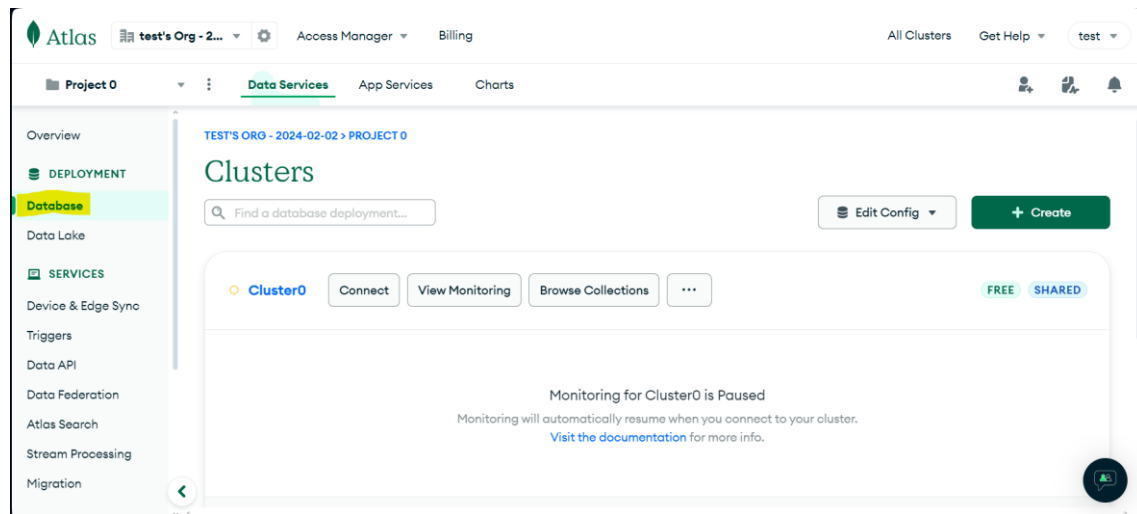 Atlas
test's Org - 2...
Access Manager
Billing
All Clusters
Get Help
test
Project 0
Data Services
App Services
Charts
Overview
DEPLOYMENT
Database
Data Lake
SERVICES
Device & Edge Sync
Triggers
Data API
Data Federation
Atlas Search
Stream Processing
Migration
TEST'S ORG - 2024-02-02 > PROJECT 0
Clusters
Find a database deployment...
Edit Config
+ Create
Cluster0
Connect
View Monitoring
Browse Collections
...
FREE
SHARED
Monitoring for Cluster0 is Paused
Monitoring will automatically resume when you connect to your cluster.
Visit the documentation for more info.